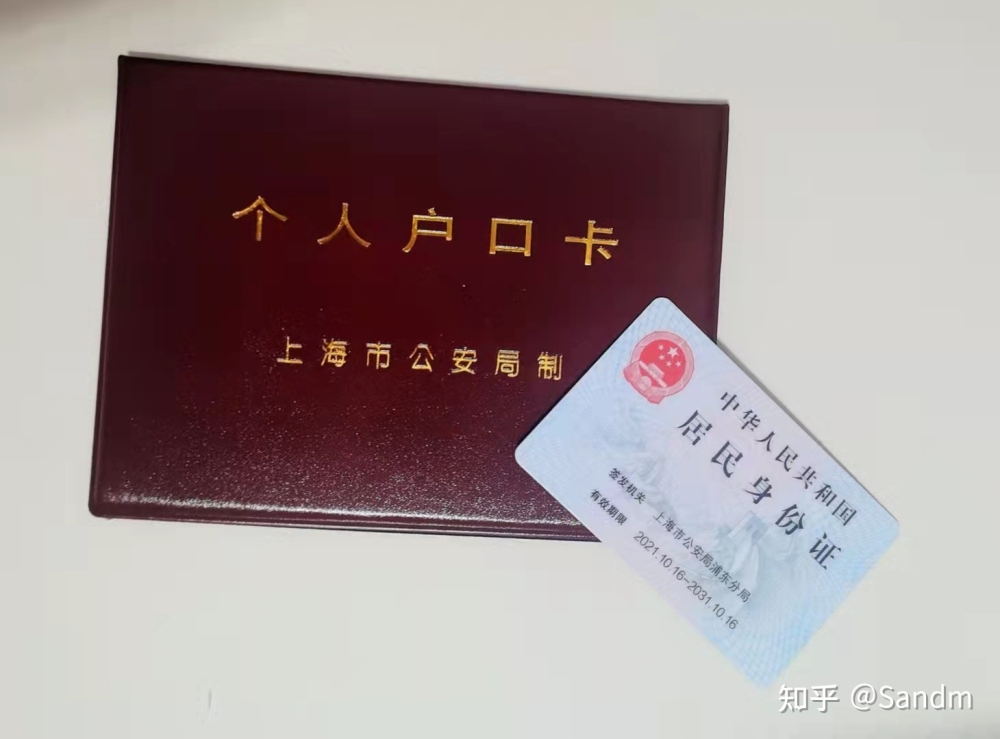 个人户口卡
上海市公安局制
中华人民共和国
居民身份证
签发机关 上海市公安局浦东分局
有效期限 2021.10.16-2031.10.16
知乎 @Sandm